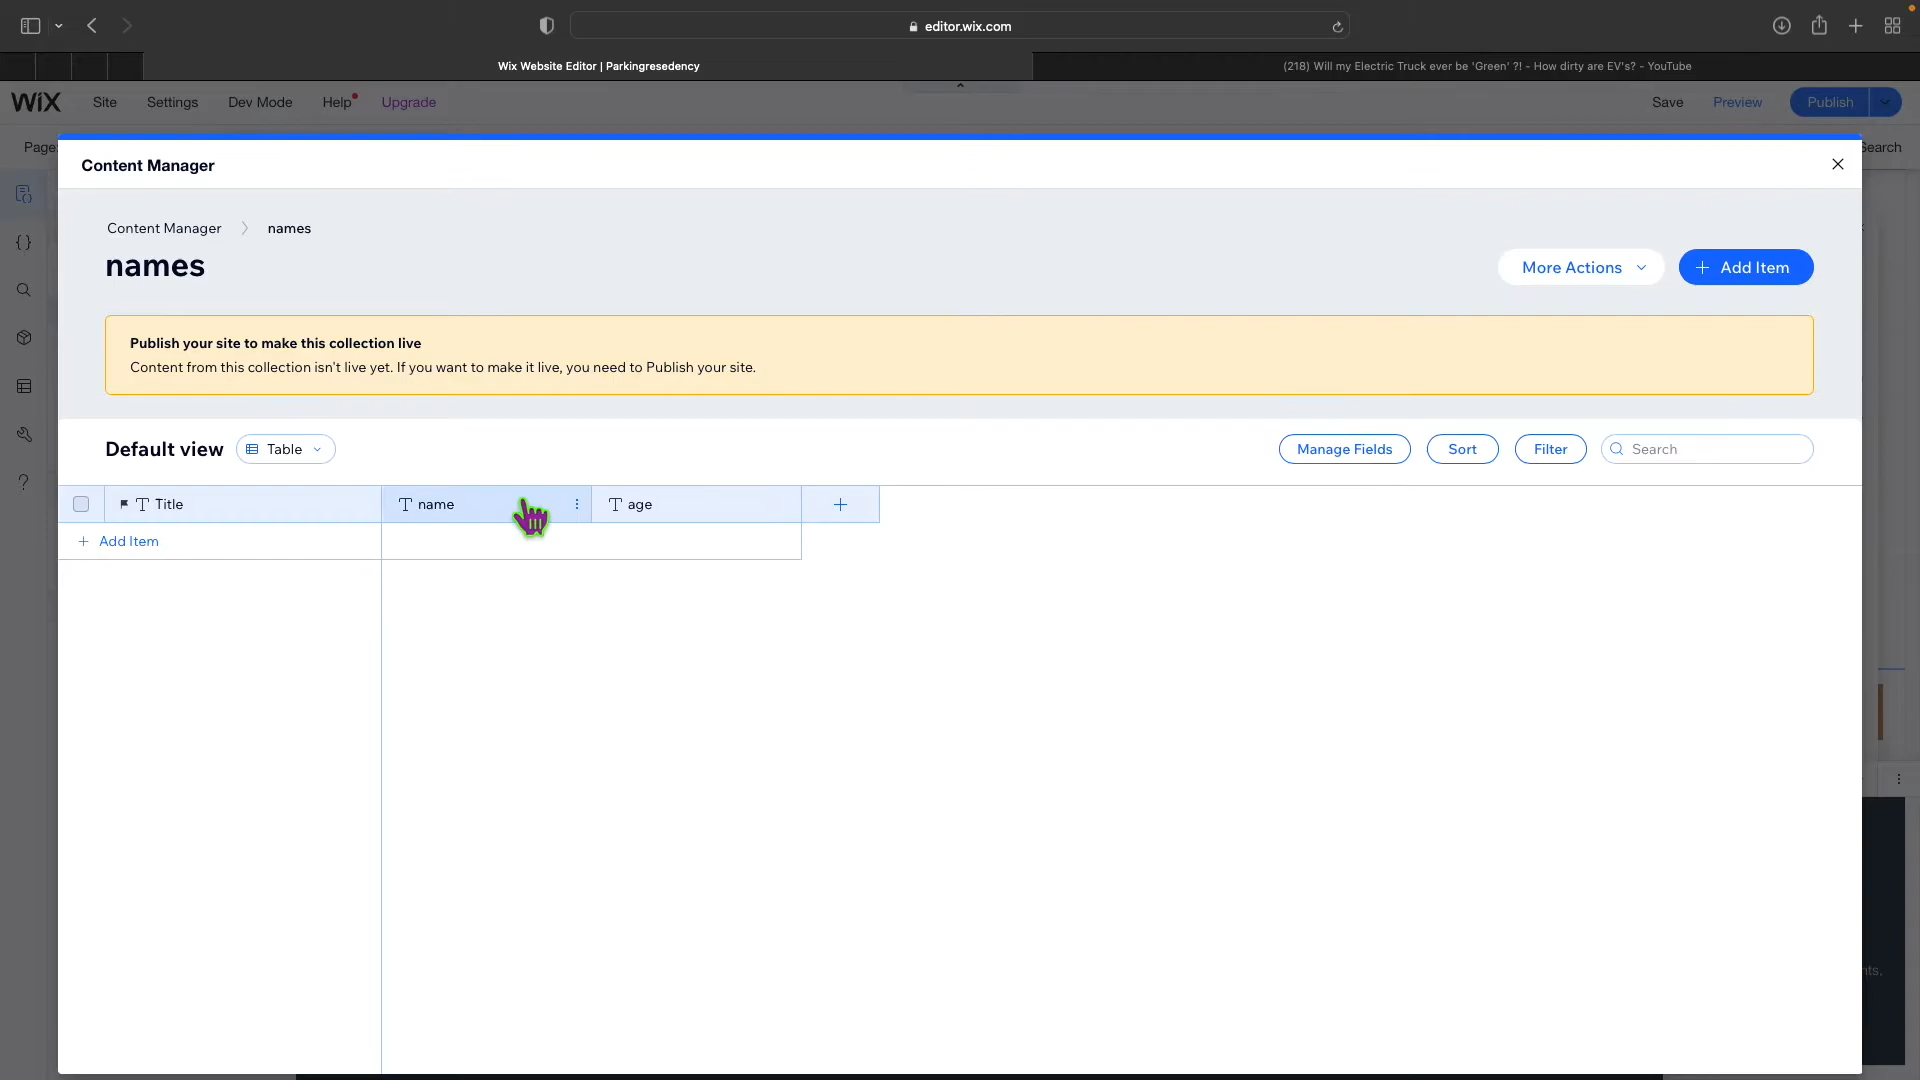 editor.wix.com
Wix Website Editor | Parkingresedency
(218) Will my Electric Truck ever be 'Green' ?! - How dirty are EV's? - YouTube
WiX
Site
Settings
Dev Mode
Help
Upgrade
Save
Preview
Publish
Page:
Search
Content Manager
Content Manager
names
names
More Actions
+ Add Item
Publish your site to make this collection live
Content from this collection isn't live yet. If you want to make it live, you need to Publish your site.
Default view
Table
Manage Fields
Sort
Filter
Search
Title
name
age
+
+ Add Item
nts,